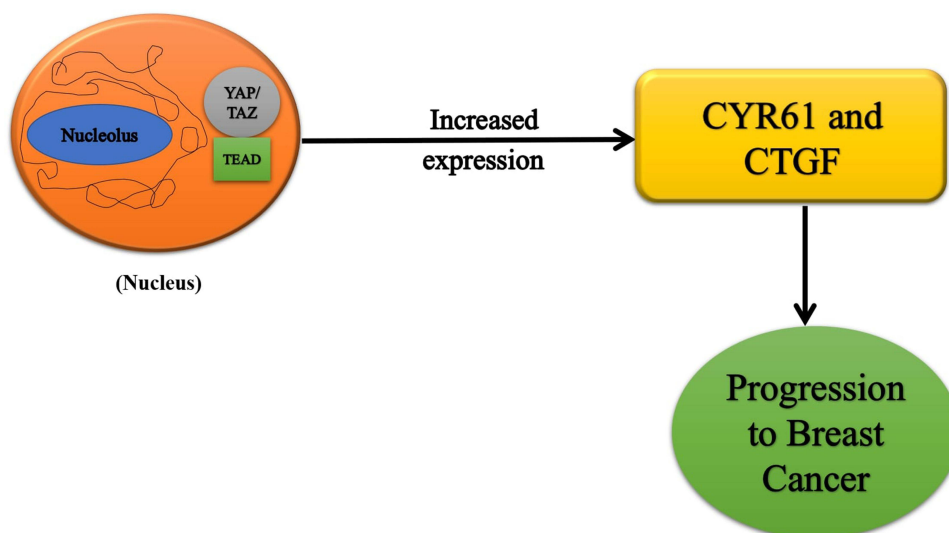 YAP/
TAZ
Nucleolus
TEAD
(Nucleus)
Increased
expression
CYR61 and
CTGF
Progression
to Breast
Cancer